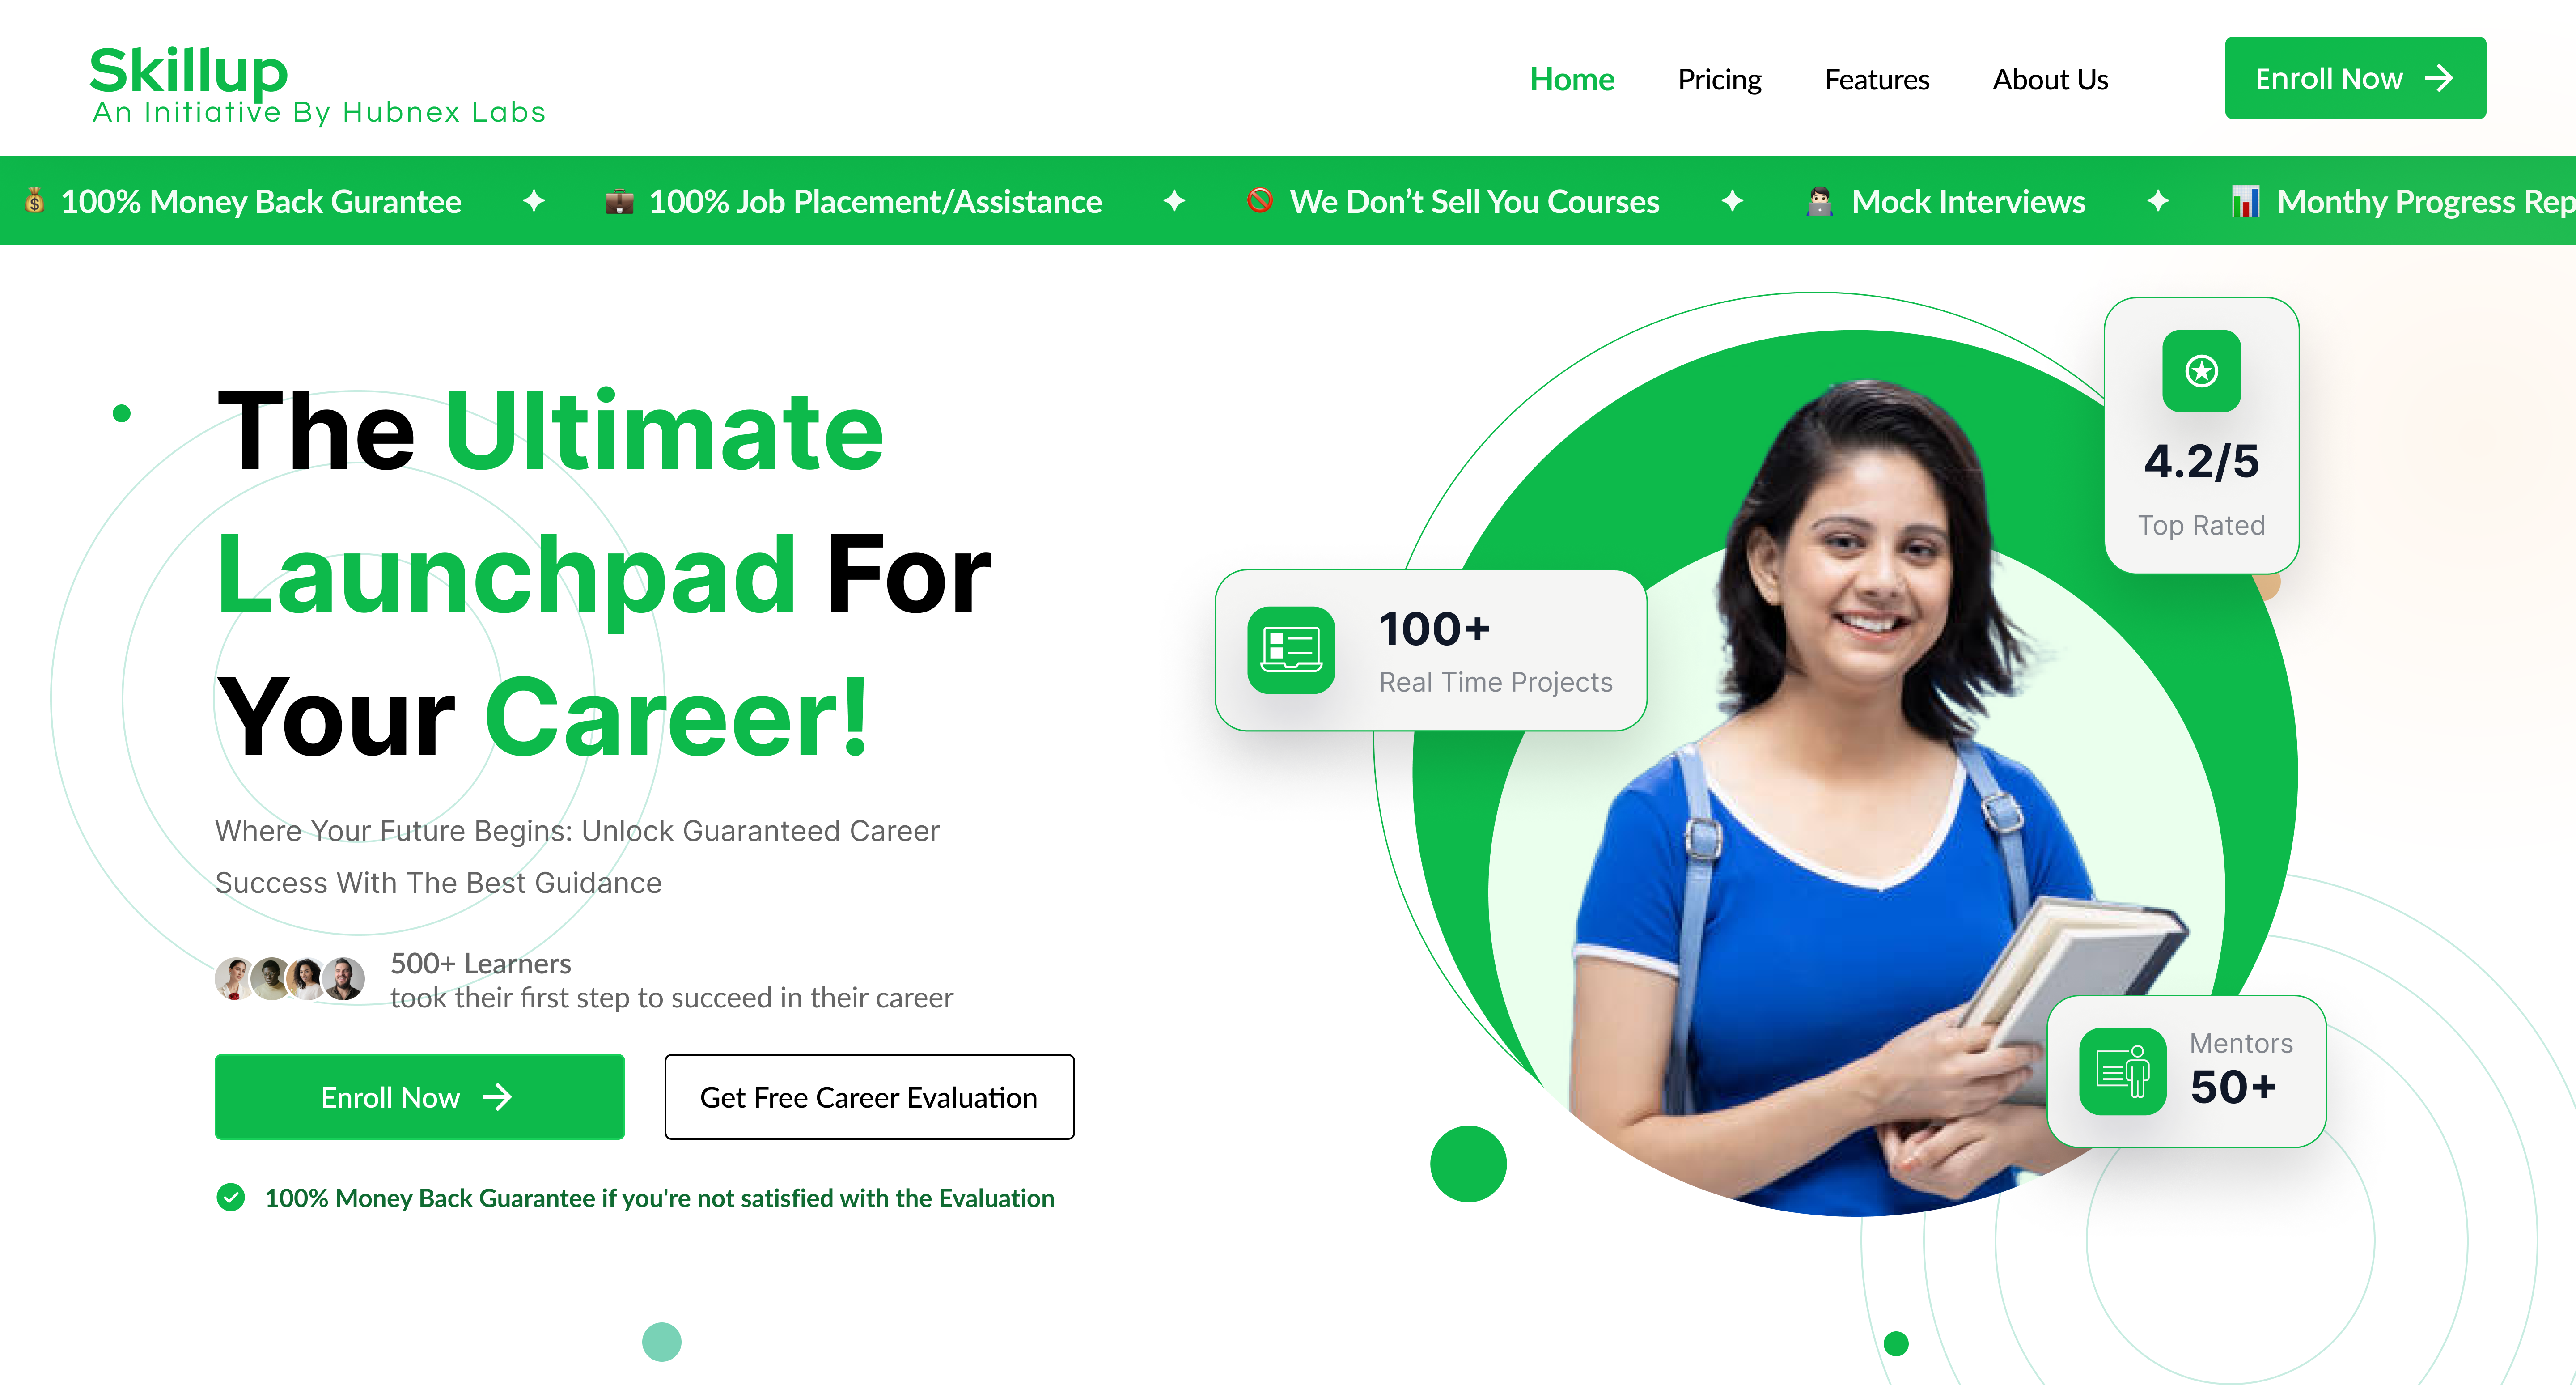 Skillup
An Initiative By Hubnex Labs
Home Pricing Features About Us Enroll Now
100% Money Back Gurantee 100% Job Placement/Assistance We Don't Sell You Courses Mock Interviews Monthy Progress Rep
The Ultimate
Launchpad For
Your Career!
Where Your Future Begins: Unlock Guaranteed Career
Success With The Best Guidance
500+ Learners
took their first step to succeed in their career
Enroll Now
Get Free Career Evaluation
100% Money Back Guarantee if you're not satisfied with the Evaluation
4.2/5
Top Rated
100+
Real Time Projects
Mentors
50+